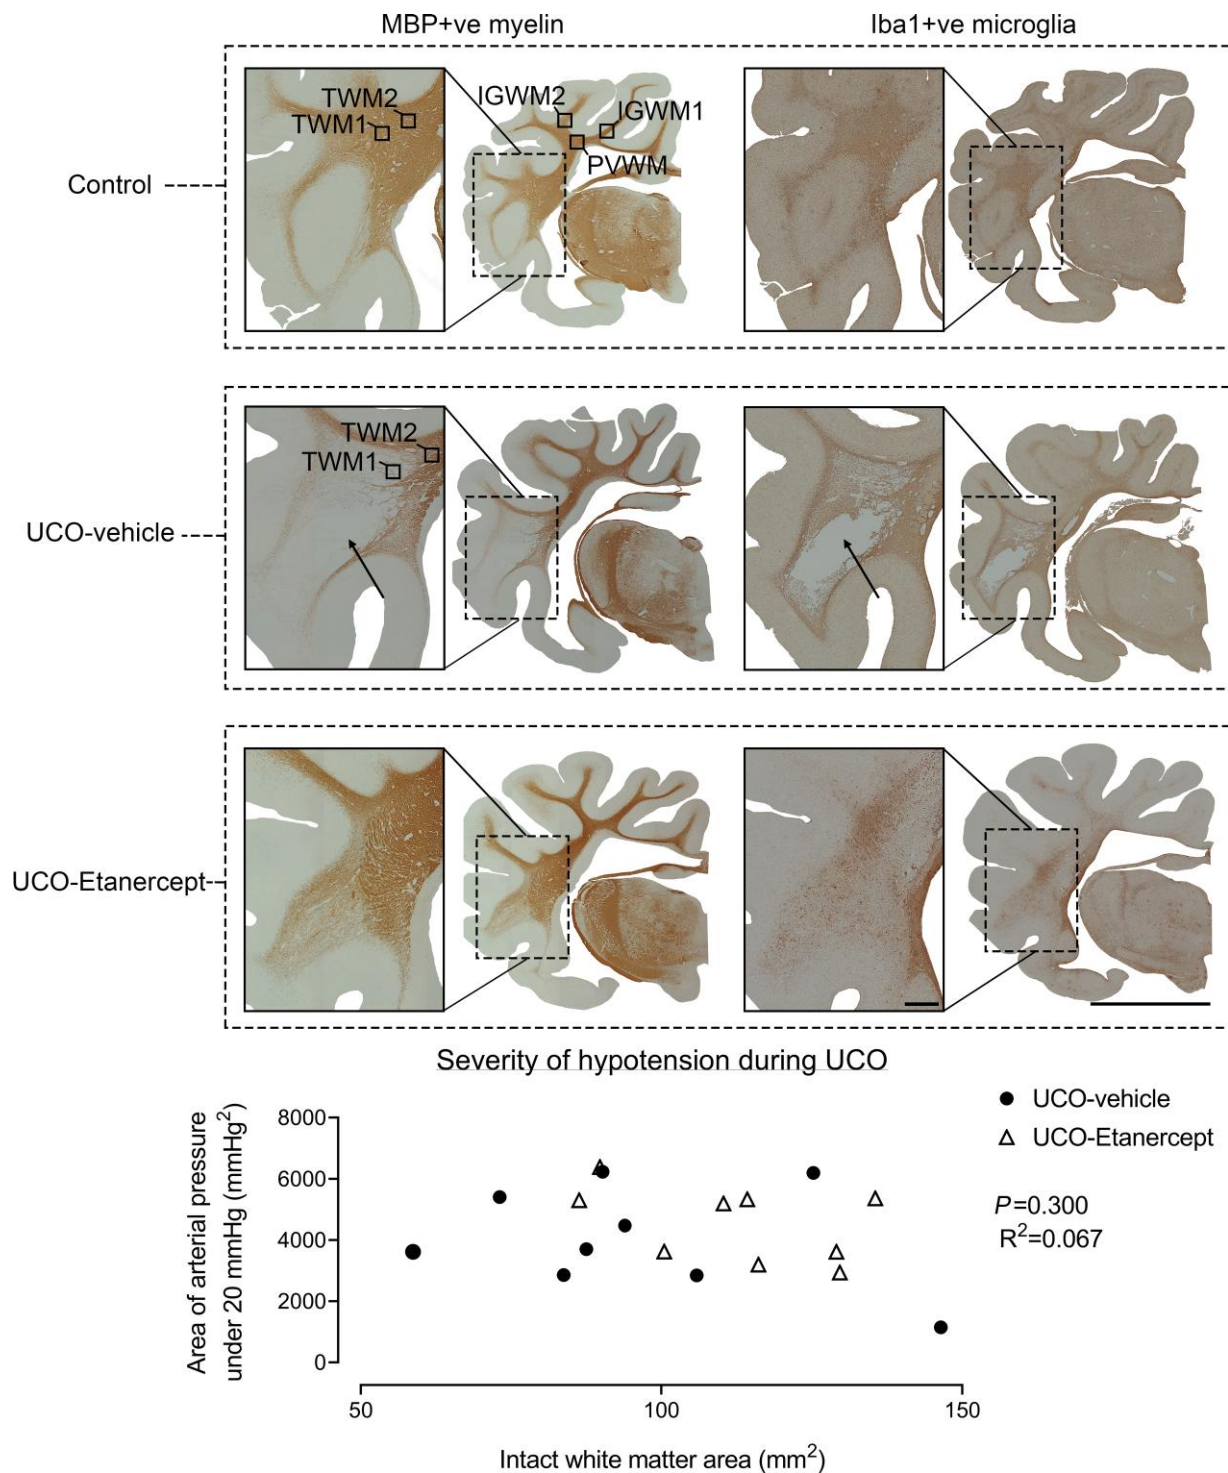 MBP+ve myelin
Iba1+ve microglia
TWM2
TWM1
IGWM2
IGWM1
PVWM
Control
TWM2
TWM1
UCO-vehicle
UCO-Etanercept
Severity of hypotension during UCO
UCO-vehicle
UCO-Etanercept
P=0.300
R²=0.067
Area of arterial pressure
under 20 mmHg (mmHg²)
8000
6000
4000
2000
0
50
100
150
Intact white matter area (mm²)